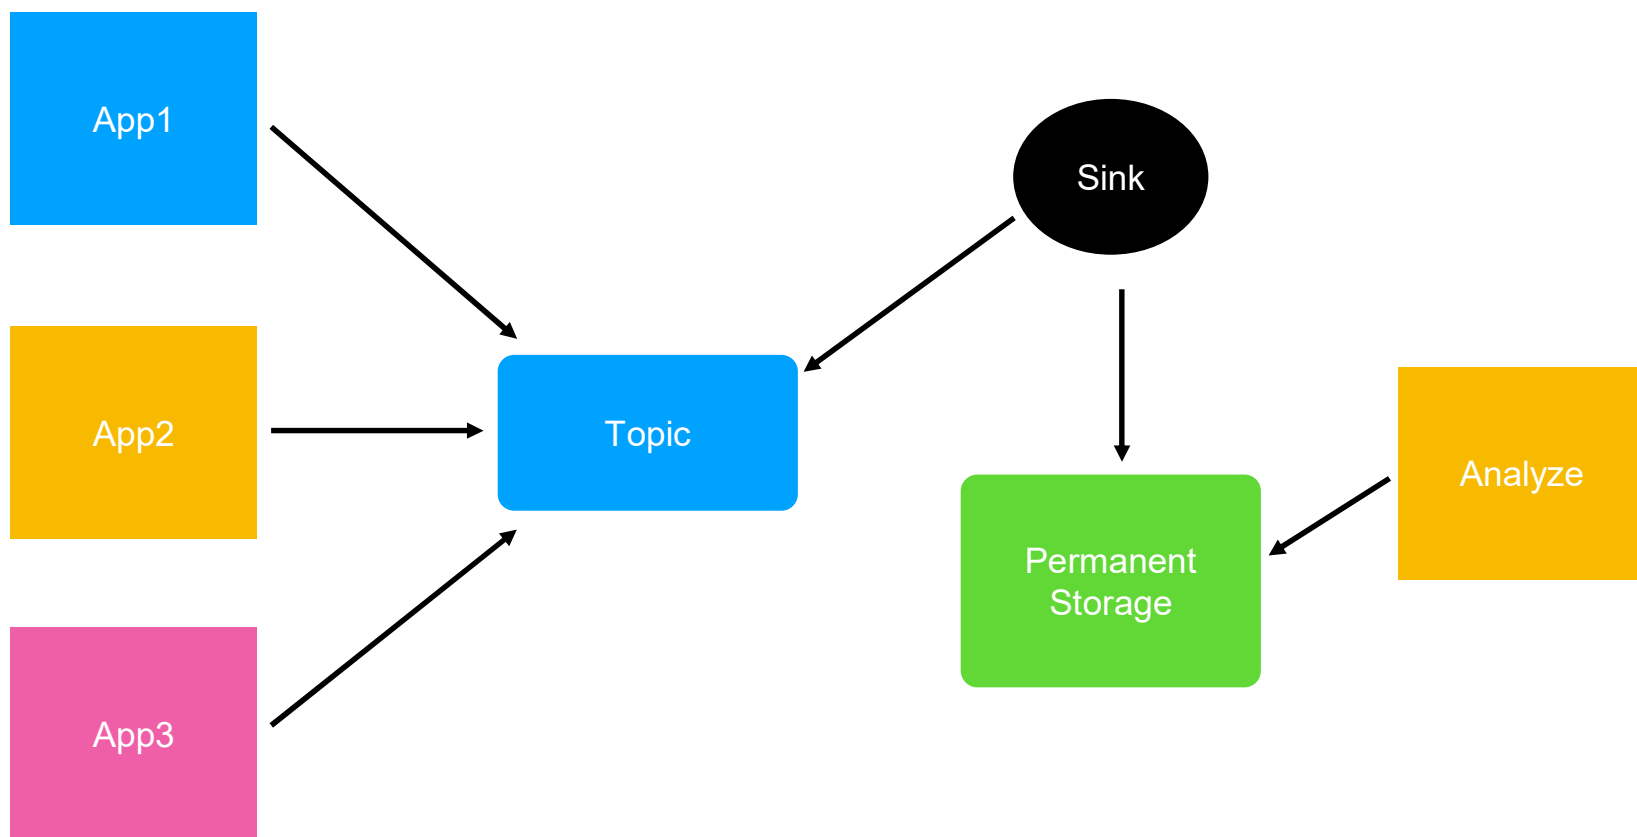 App1
Sink
App2
Topic
Analyze
Permanent
Storage
App3